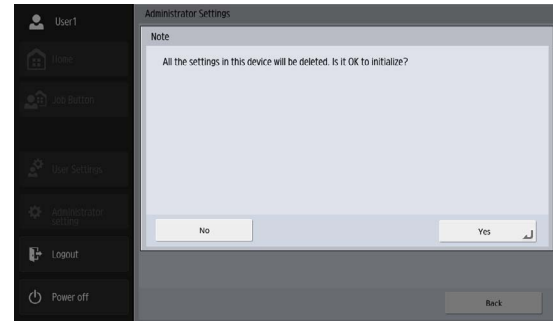 User1
Administrator Settings
Note
Home
All the settings in this device will be deleted. Is it OK to initialize?
Job Button
User Settings
Administrator
setting
No
Yes
Logout
Power off
Back